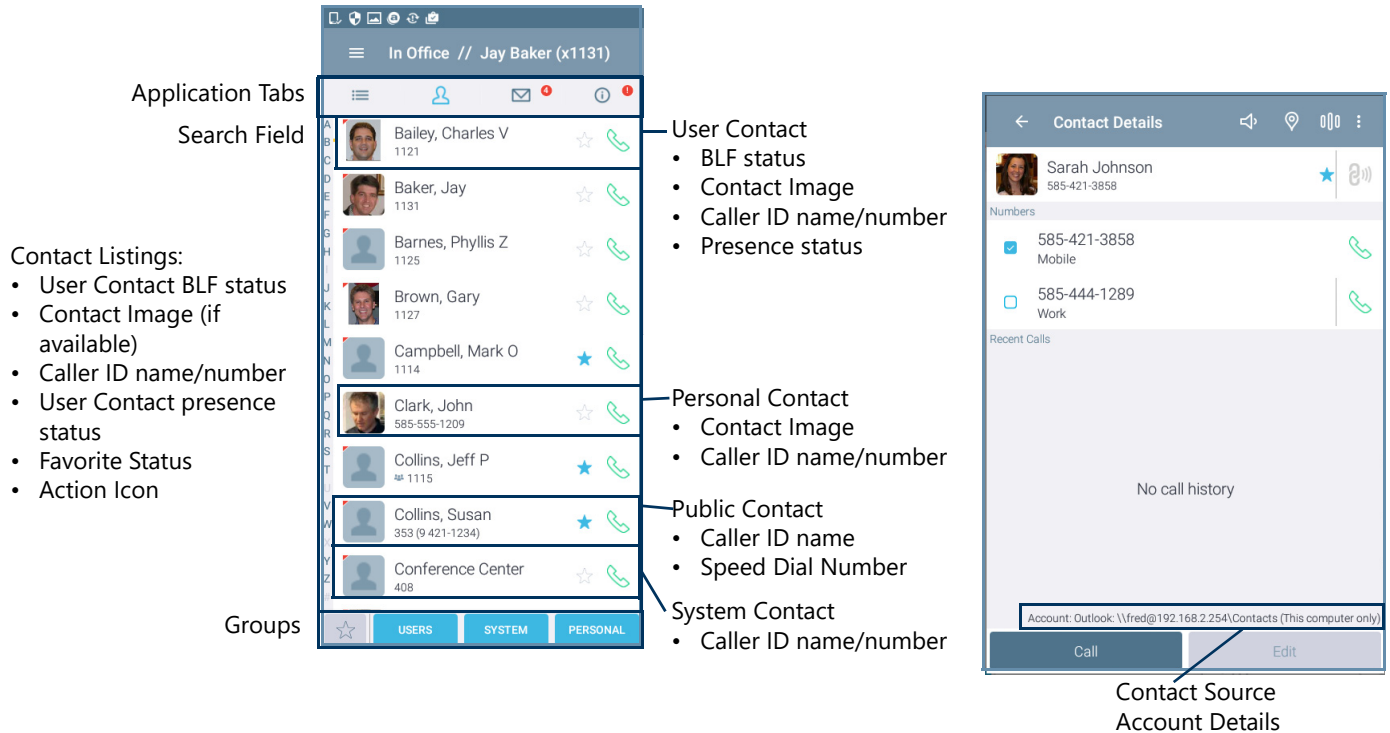 In Office // Jay Baker (x1131)
Application Tabs
4
!
Search Field
A
B
C
D
E
F
G
H
I
J
K
L
M
N
O
P
Q
R
S
T
U
V
W
X
Y
Z
#
Bailey, Charles V
1121
Baker, Jay
1131
Barnes, Phyllis Z
1125
Brown, Gary
1127
Campbell, Mark O
1114
Clark, John
585-555-1209
Collins, Jeff P
1115
Collins, Susan
353 (9 421-1234)
Conference Center
408
Groups
USERS
SYSTEM
PERSONAL
Contact Listings:
• User Contact BLF status
• Contact Image (if
available)
• Caller ID name/number
• User Contact presence
status
• Favorite Status
• Action Icon
User Contact
• BLF status
• Contact Image
• Caller ID name/number
• Presence status
Personal Contact
• Contact Image
• Caller ID name/number
Public Contact
• Caller ID name
• Speed Dial Number
System Contact
• Caller ID name/number
Contact Details
Sarah Johnson
585-421-3858
Numbers
585-421-3858
Mobile
585-444-1289
Work
Recent Calls
No call history
Account: Outlook: \\fred@192.168.2.254\Contacts (This computer only)
Call
Edit
Contact Source
Account Details